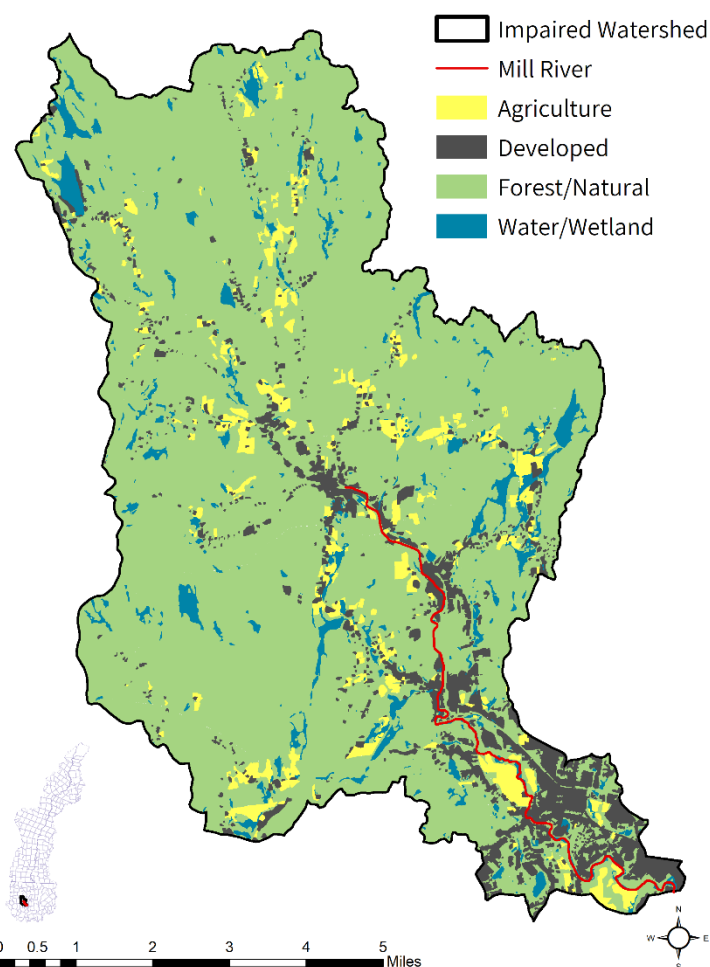 Impaired Watershed
Mill River
Agriculture
Developed
Forest/Natural
Water/Wetland
N
W E
S
0 0.5 1 2 3 4 5
Miles